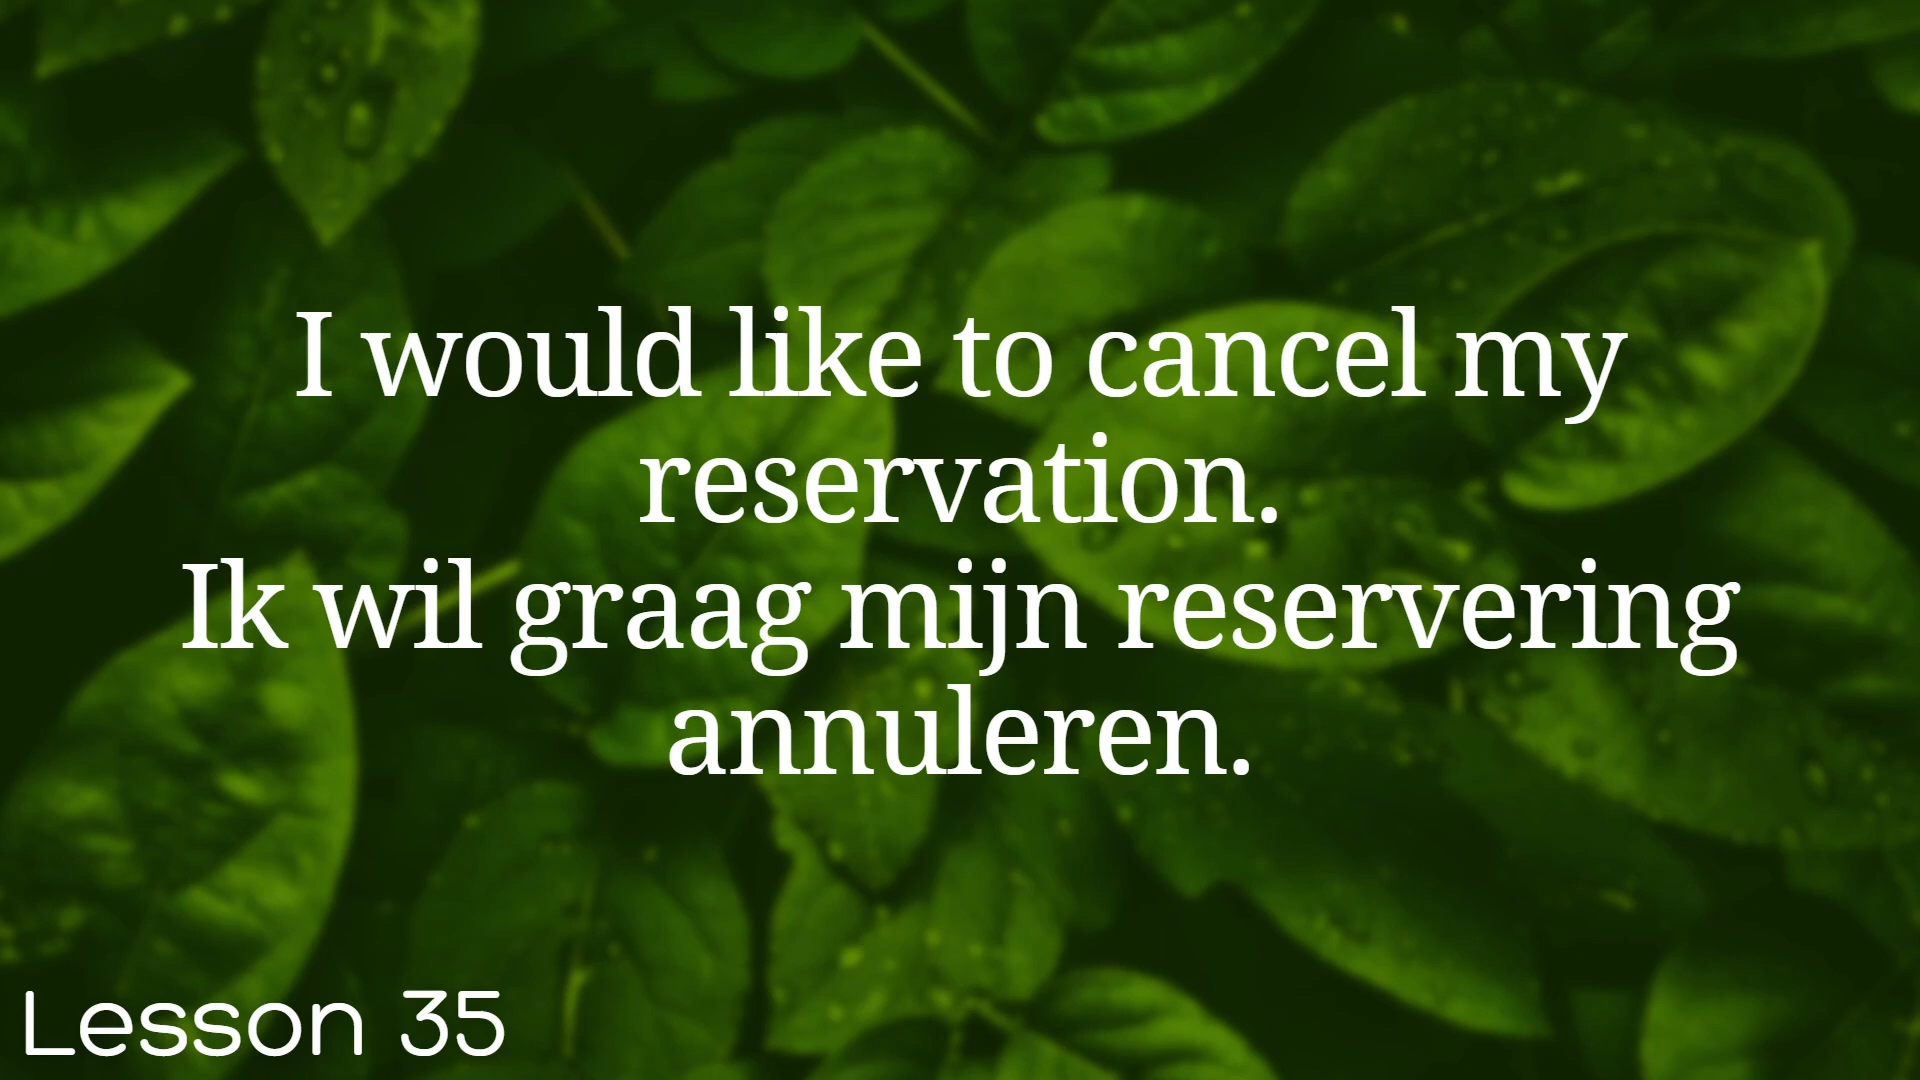 I would like to cancel my
reservation.
Ik wil graag mijn reservering
annuleren.
Lesson 35